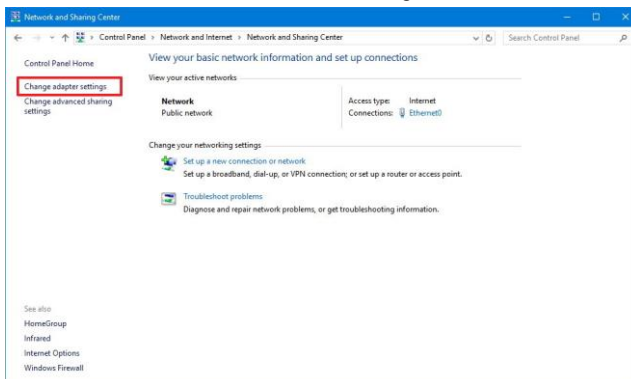 Network and Sharing Center
Control Panel > Network and Internet > Network and Sharing Center
Search Control Panel
Control Panel Home
Change adapter settings
Change advanced sharing
settings
View your basic network information and set up connections
View your active networks
Network
Public network
Access type: Internet
Connections: Ethernet0
Change your networking settings
Set up a new connection or network
Set up a broadband, dial-up, or VPN connection; or set up a router or access point.
Troubleshoot problems
Diagnose and repair network problems, or get troubleshooting information.
See also
HomeGroup
Infrared
Internet Options
Windows Firewall